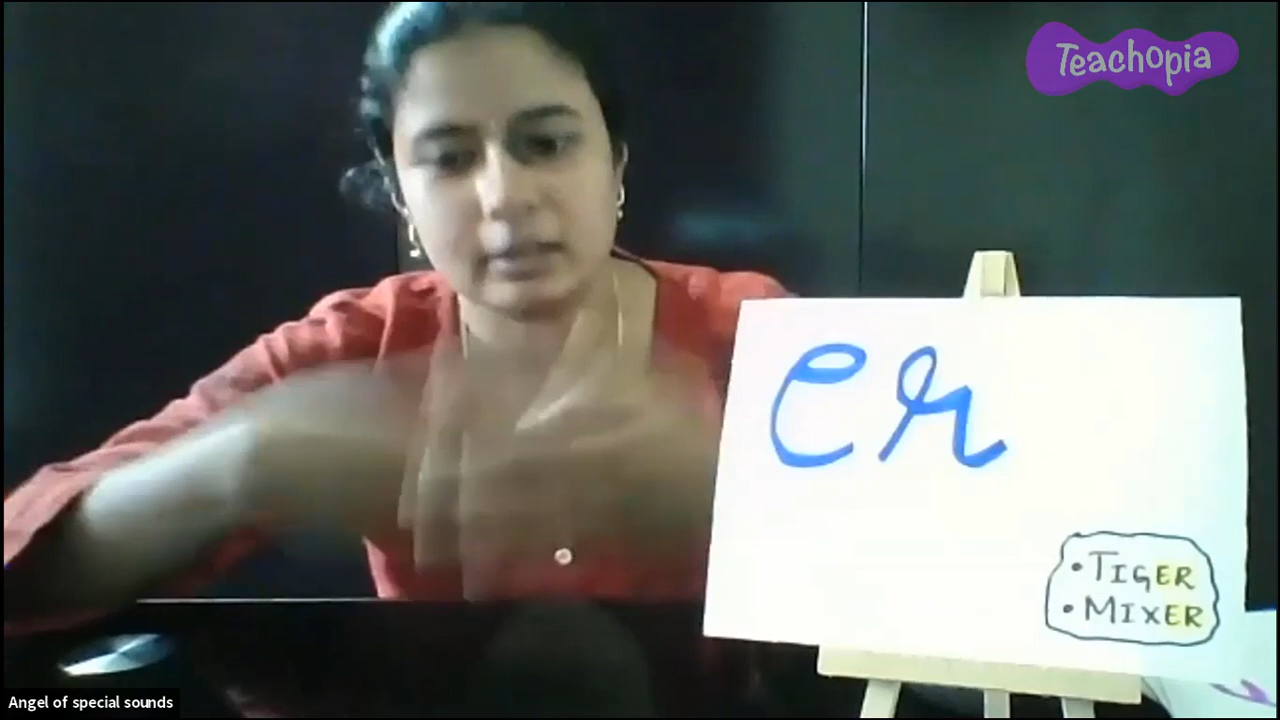 Teachopia
er
• TIGER
• MIXER
Angel of special sounds